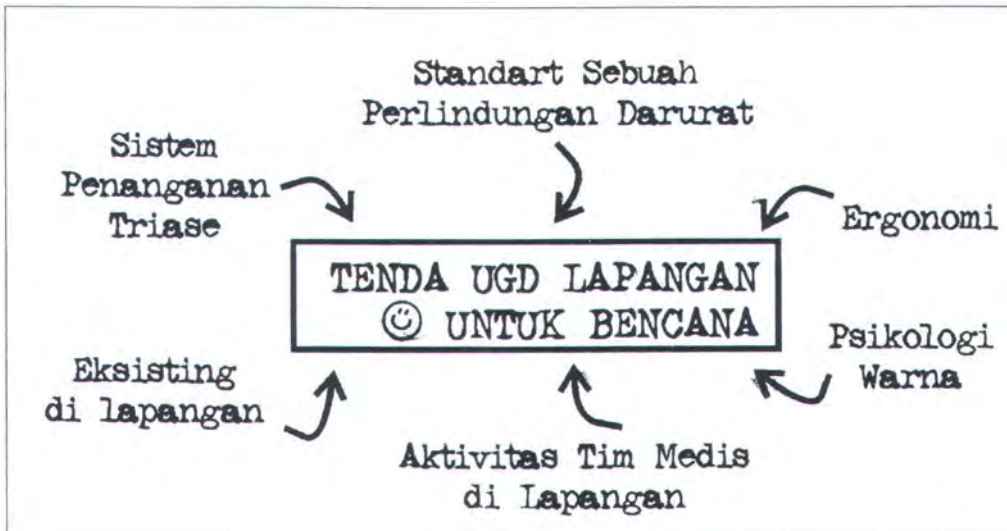 Standart Sebuah
Perlindungan Darurat
Sistem
Penanganan
Triase
Ergonomi
TENDA UGD LAPANGAN
UNTUK BENCANA
Psikologi
Warna
Eksisting
di lapangan
Aktivitas Tim Medis
di Lapangan